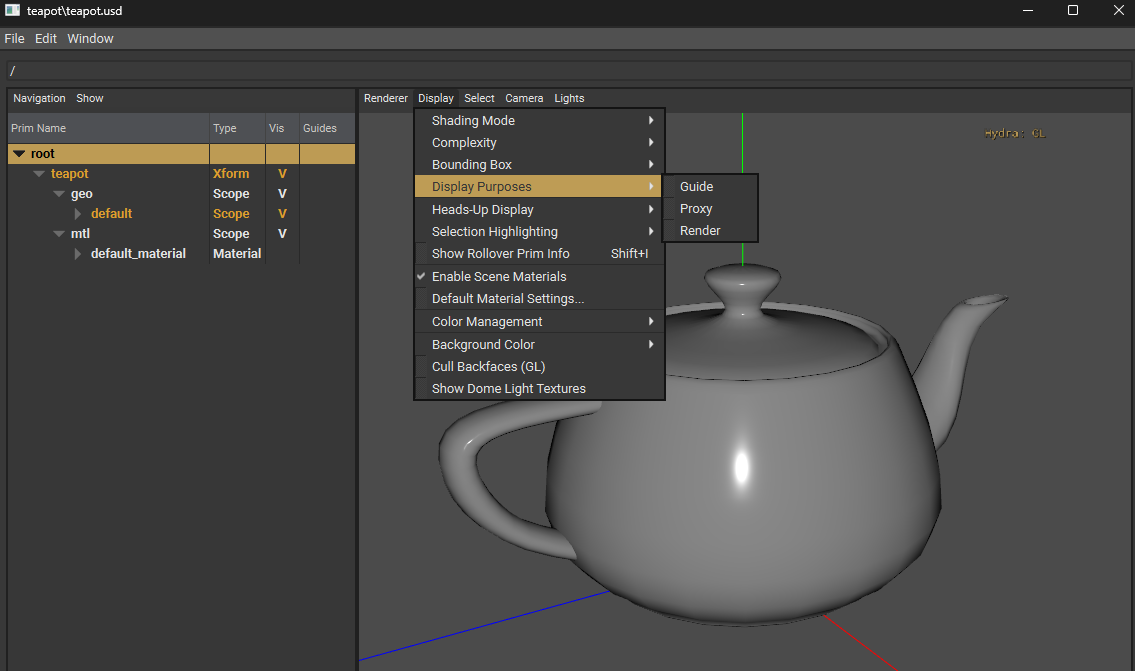 teapot\teapot.usd
File Edit Window
/
Navigation Show
Prim Name Type Vis Guides
root
teapot Xform V
geo Scope V
default Scope V
mtl Scope V
default_material Material
Renderer Display Select Camera Lights
Shading Mode
Complexity
Bounding Box
Display Purposes
Heads-Up Display
Selection Highlighting
Show Rollover Prim Info Shift+I
Enable Scene Materials
Default Material Settings...
Color Management
Background Color
Cull Backfaces (GL)
Show Dome Light Textures
Guide
Proxy
Render
Hydra: GL